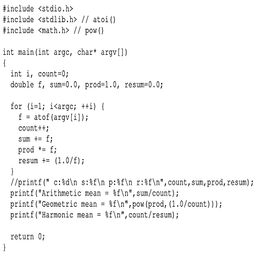 #include <stdio.h>
#include <stdlib.h> // atoi()
#include <math.h> // pow()
int main(int argc, char* argv[])
{
int i, count=0;
double f, sum=0.0, prod=1.0, resum=0.0;
for (i=1; i<argc; ++i) {
f = atof(argv[i]);
count++;
sum += f;
prod *= f;
resum += (1.0/f);
}
//printf(" c:%d\n s:%f\n p:%f\n r:%f\n",count,sum,prod,resum);
printf("Arithmetic mean = %f\n",sum/count);
printf("Geometric mean = %f\n",pow(prod,(1.0/count)));
printf("Harmonic mean = %f\n",count/resum);
return 0;
}